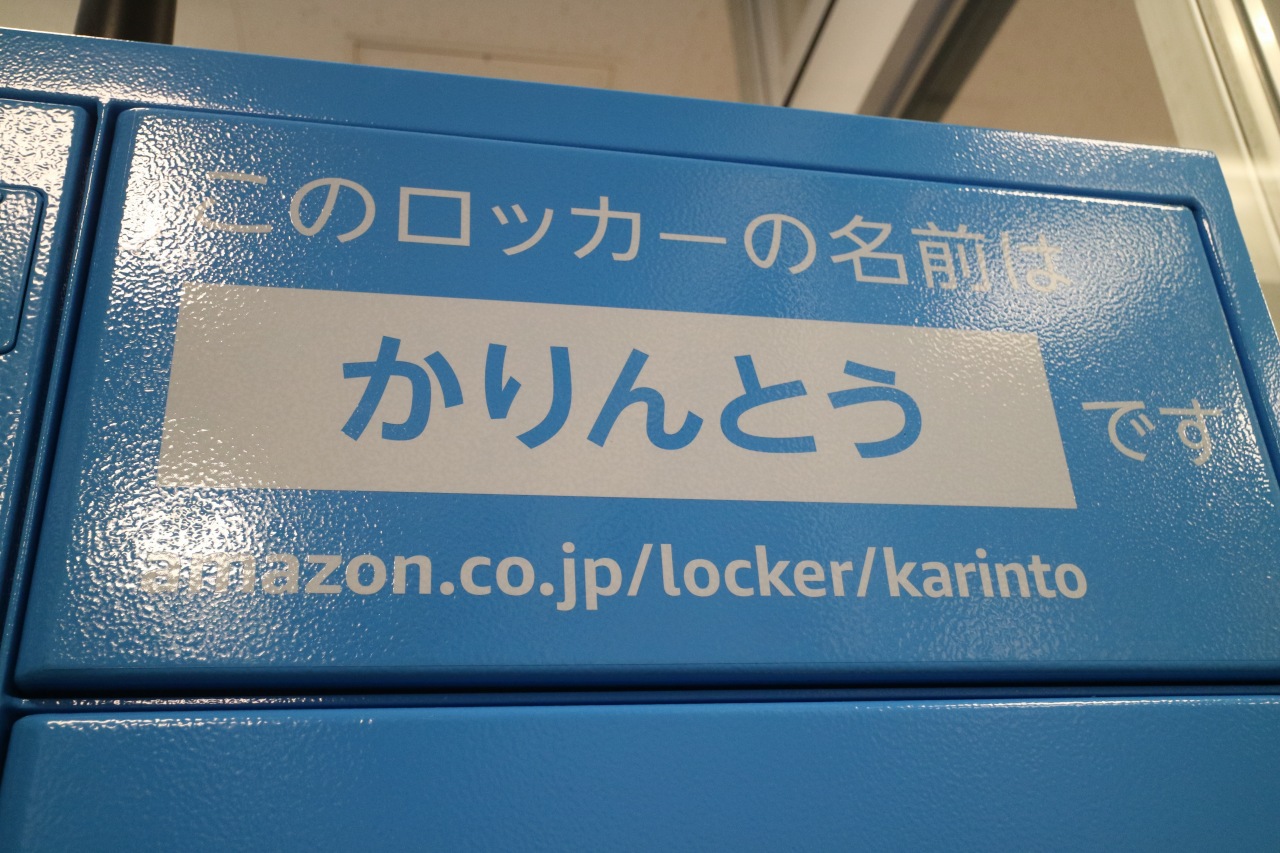 このロッカーの名前は
かりんとう
です
amazon.co.jp/locker/karinto